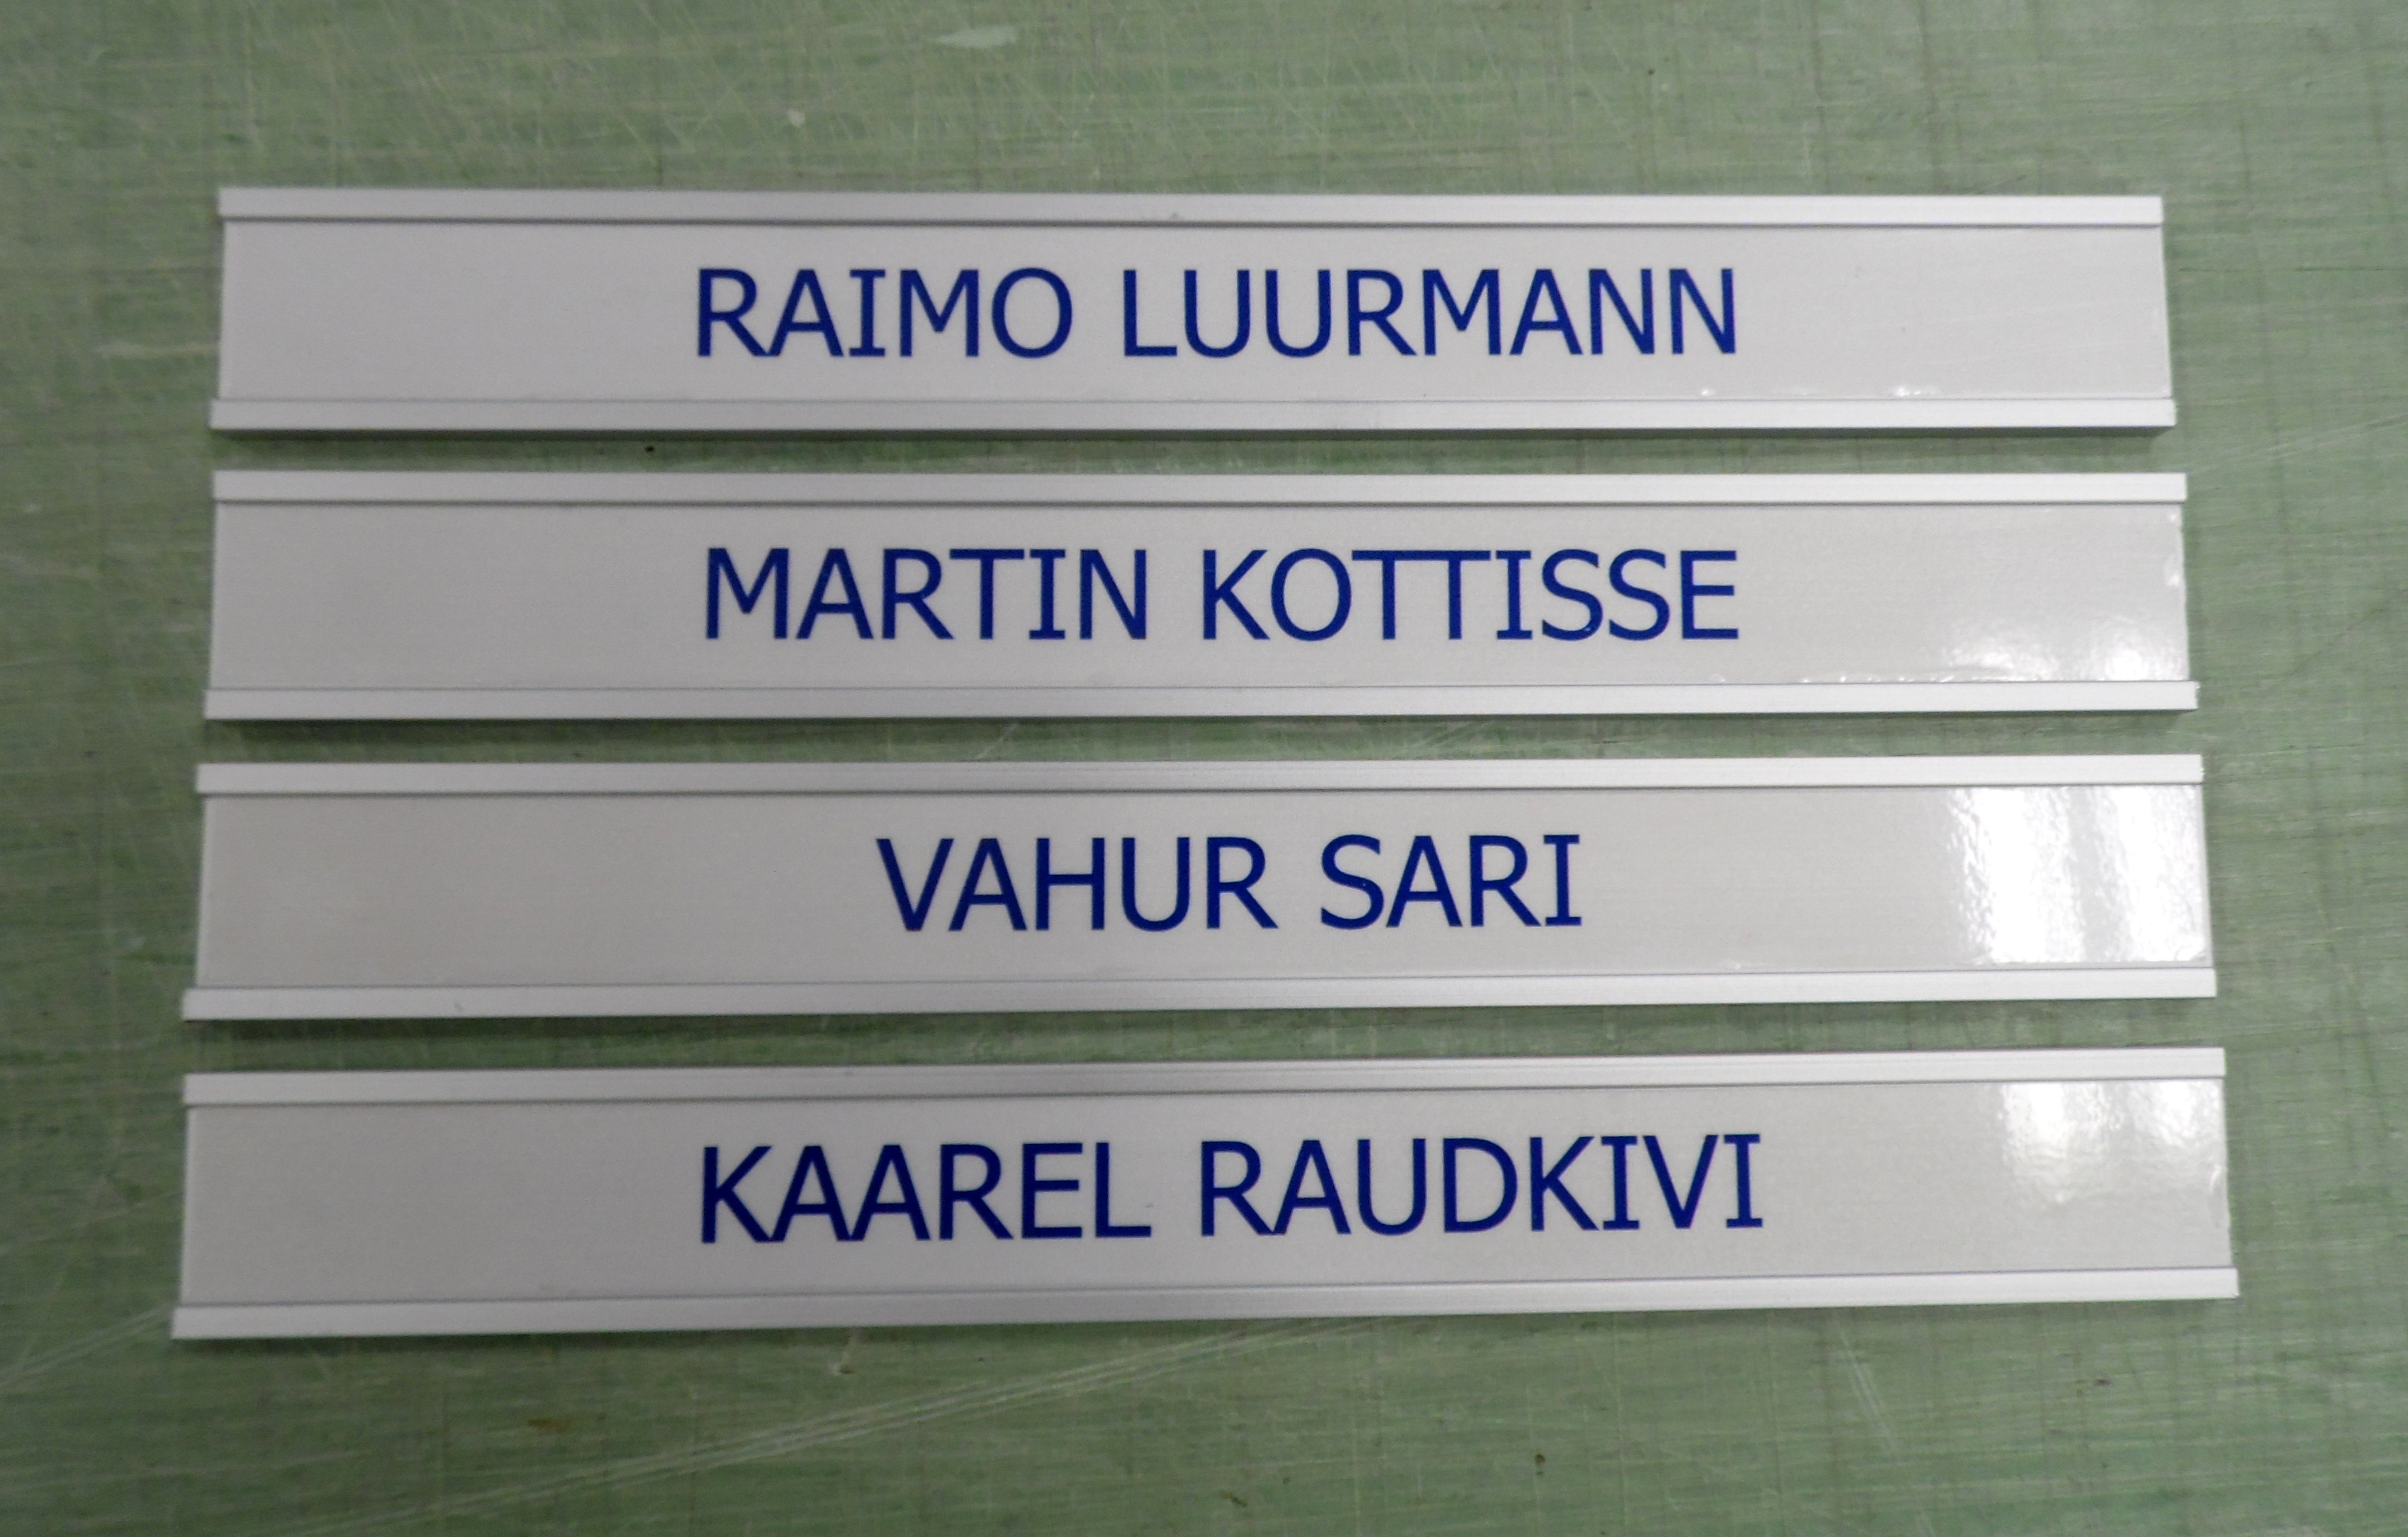 RAIMO LUURMANN
MARTIN KOTTISSE
VAHUR SARI
KAAREL RAUDKIVI